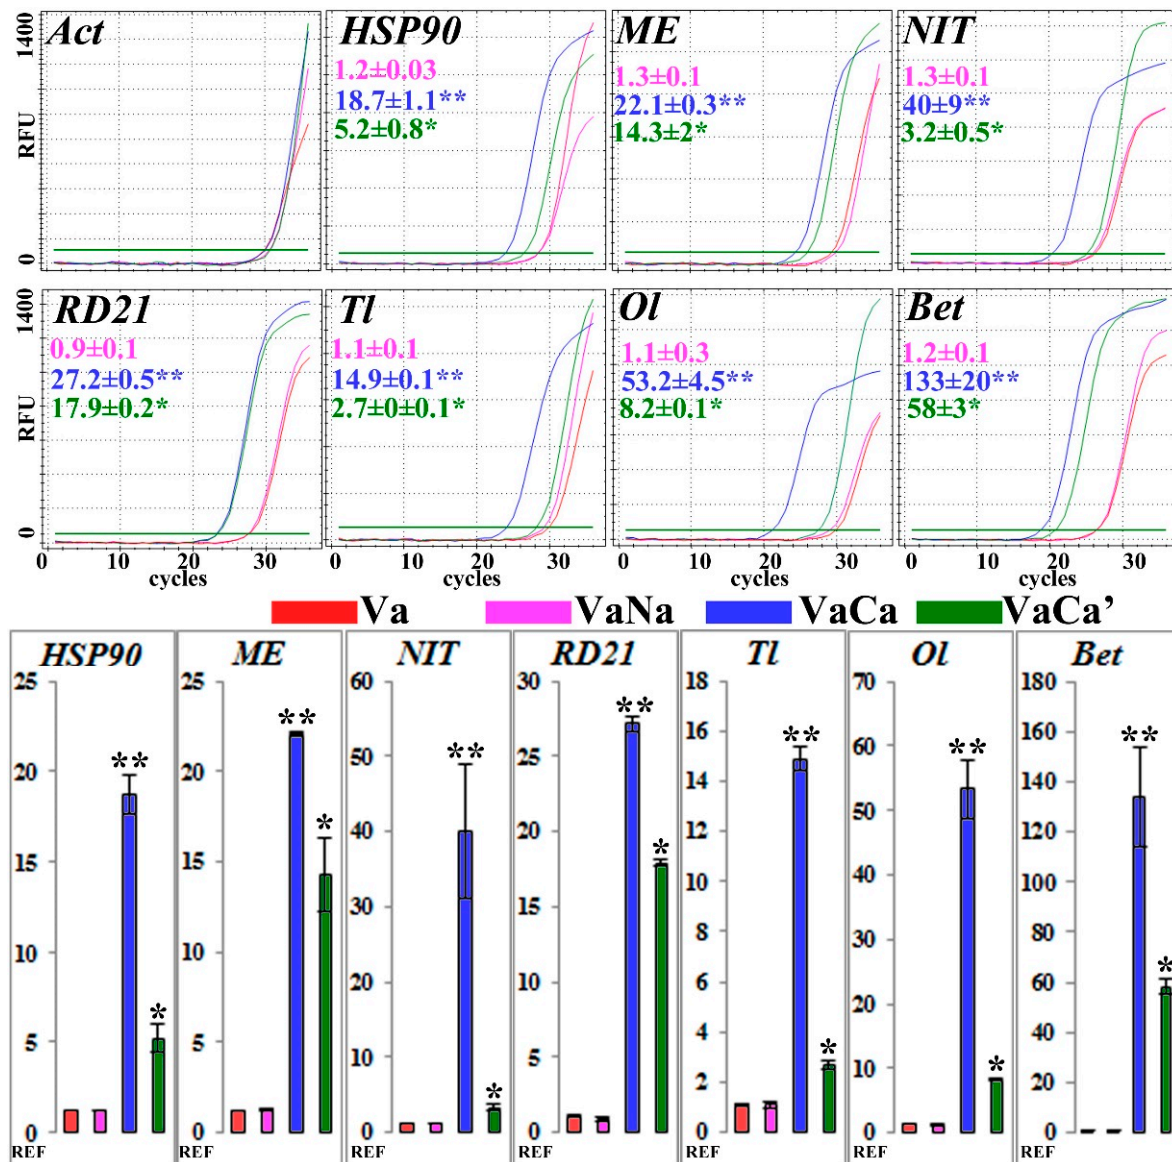 Act
HSP90
ME
NIT
1400
RFU
0
1.2±0.03
18.7±1.1**
5.2±0.8*
1.3±0.1
22.1±0.3**
14.3±2*
1.3±0.1
40±9**
3.2±0.5*
RD21
Tl
Ol
Bet
1400
RFU
0
0.9±0.1
27.2±0.5**
17.9±0.2*
1.1±0.1
14.9±0.1**
2.7±0±0.1*
1.1±0.3
53.2±4.5**
8.2±0.1*
1.2±0.1
133±20**
58±3*
0 10 20 30
cycles
0 10 20 30
cycles
0 10 20 30
cycles
0 10 20 30
cycles
Va VaNa VaCa VaCa’
HSP90
25
20
15
10
5
0
**
*
REF
ME
25
20
15
10
5
0
**
*
REF
NIT
60
50
40
30
20
10
0
**
*
REF
RD21
30
25
20
15
10
5
0
**
*
REF
Tl
18
16
14
12
10
8
6
4
2
0
**
*
REF
Ol
70
60
50
40
30
20
10
0
**
*
REF
Bet
180
160
140
120
100
80
60
40
20
0
**
*
REF